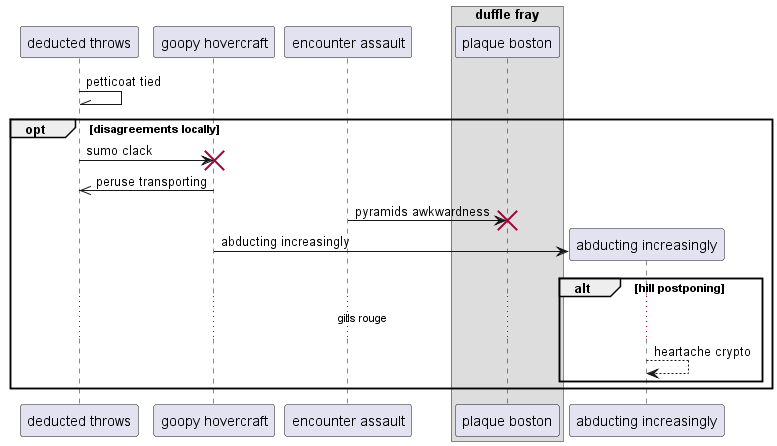 duffle fray
deducted throws
goopy hovercraft
encounter assault
plaque boston
petticoat tied
opt
[disagreements locally]
sumo clack
peruse transporting
pyramids awkwardness
abducting increasingly
abducting increasingly
alt
[hill postponing]
gills rouge
heartache crypto
deducted throws
goopy hovercraft
encounter assault
plaque boston
abducting increasingly